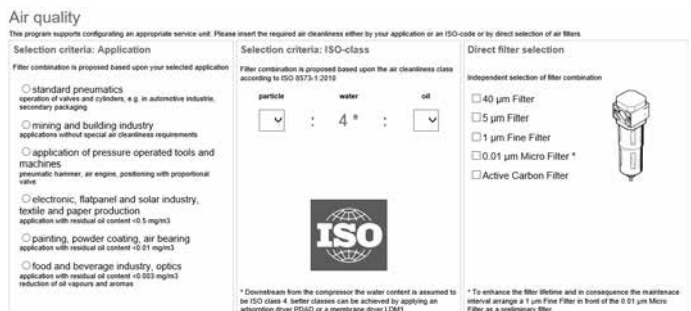 Air quality
This program supports configurating an appropriate service unit. Please insert the required air cleanliness either by your application or an ISO-code or by direct selection of air filters
Selection criteria: Application
Filter combination is proposed based upon your selected application
standard pneumatics
operation of valves and cylinders, e.g. in automotive industrie,
secondary packaging
mining and building industry
applications without special air cleanliness requirements
application of pressure operated tools and
machines
pneumatic hammer, air engine, positioning with proportional
valve
electronic, flatpanel and solar industry,
textile and paper production
application with residual oil content <0.5 mg/m3
painting, powder coating, air bearing
application with residual oil content <0.01 mg/m3
food and beverage industry, optics
application with residual oil content <0.003 mg/m3
reduction of oil vapours and aromas
Selection criteria: ISO-class
Filter combination is proposed based upon the air cleanliness class
according to ISO 8573-1:2010
particle water oil
: 4 * :
ISO
* Downstream from the compressor the water content is assumed to
be ISO class 4. better classes can be achieved by applying an
adsorption dryer PDAD or a membrane dryer LDM1
Direct filter selection
Independent selection of filter combination
40 µm Filter
5 µm Filter
1 µm Fine Filter
0.01 µm Micro Filter *
Active Carbon Filter
* To enhance the filter lifetime and in consequence the maintenace
interval arrange a 1 µm Fine Filter in front of the 0.01 µm Micro
Filter as a preliminary filter